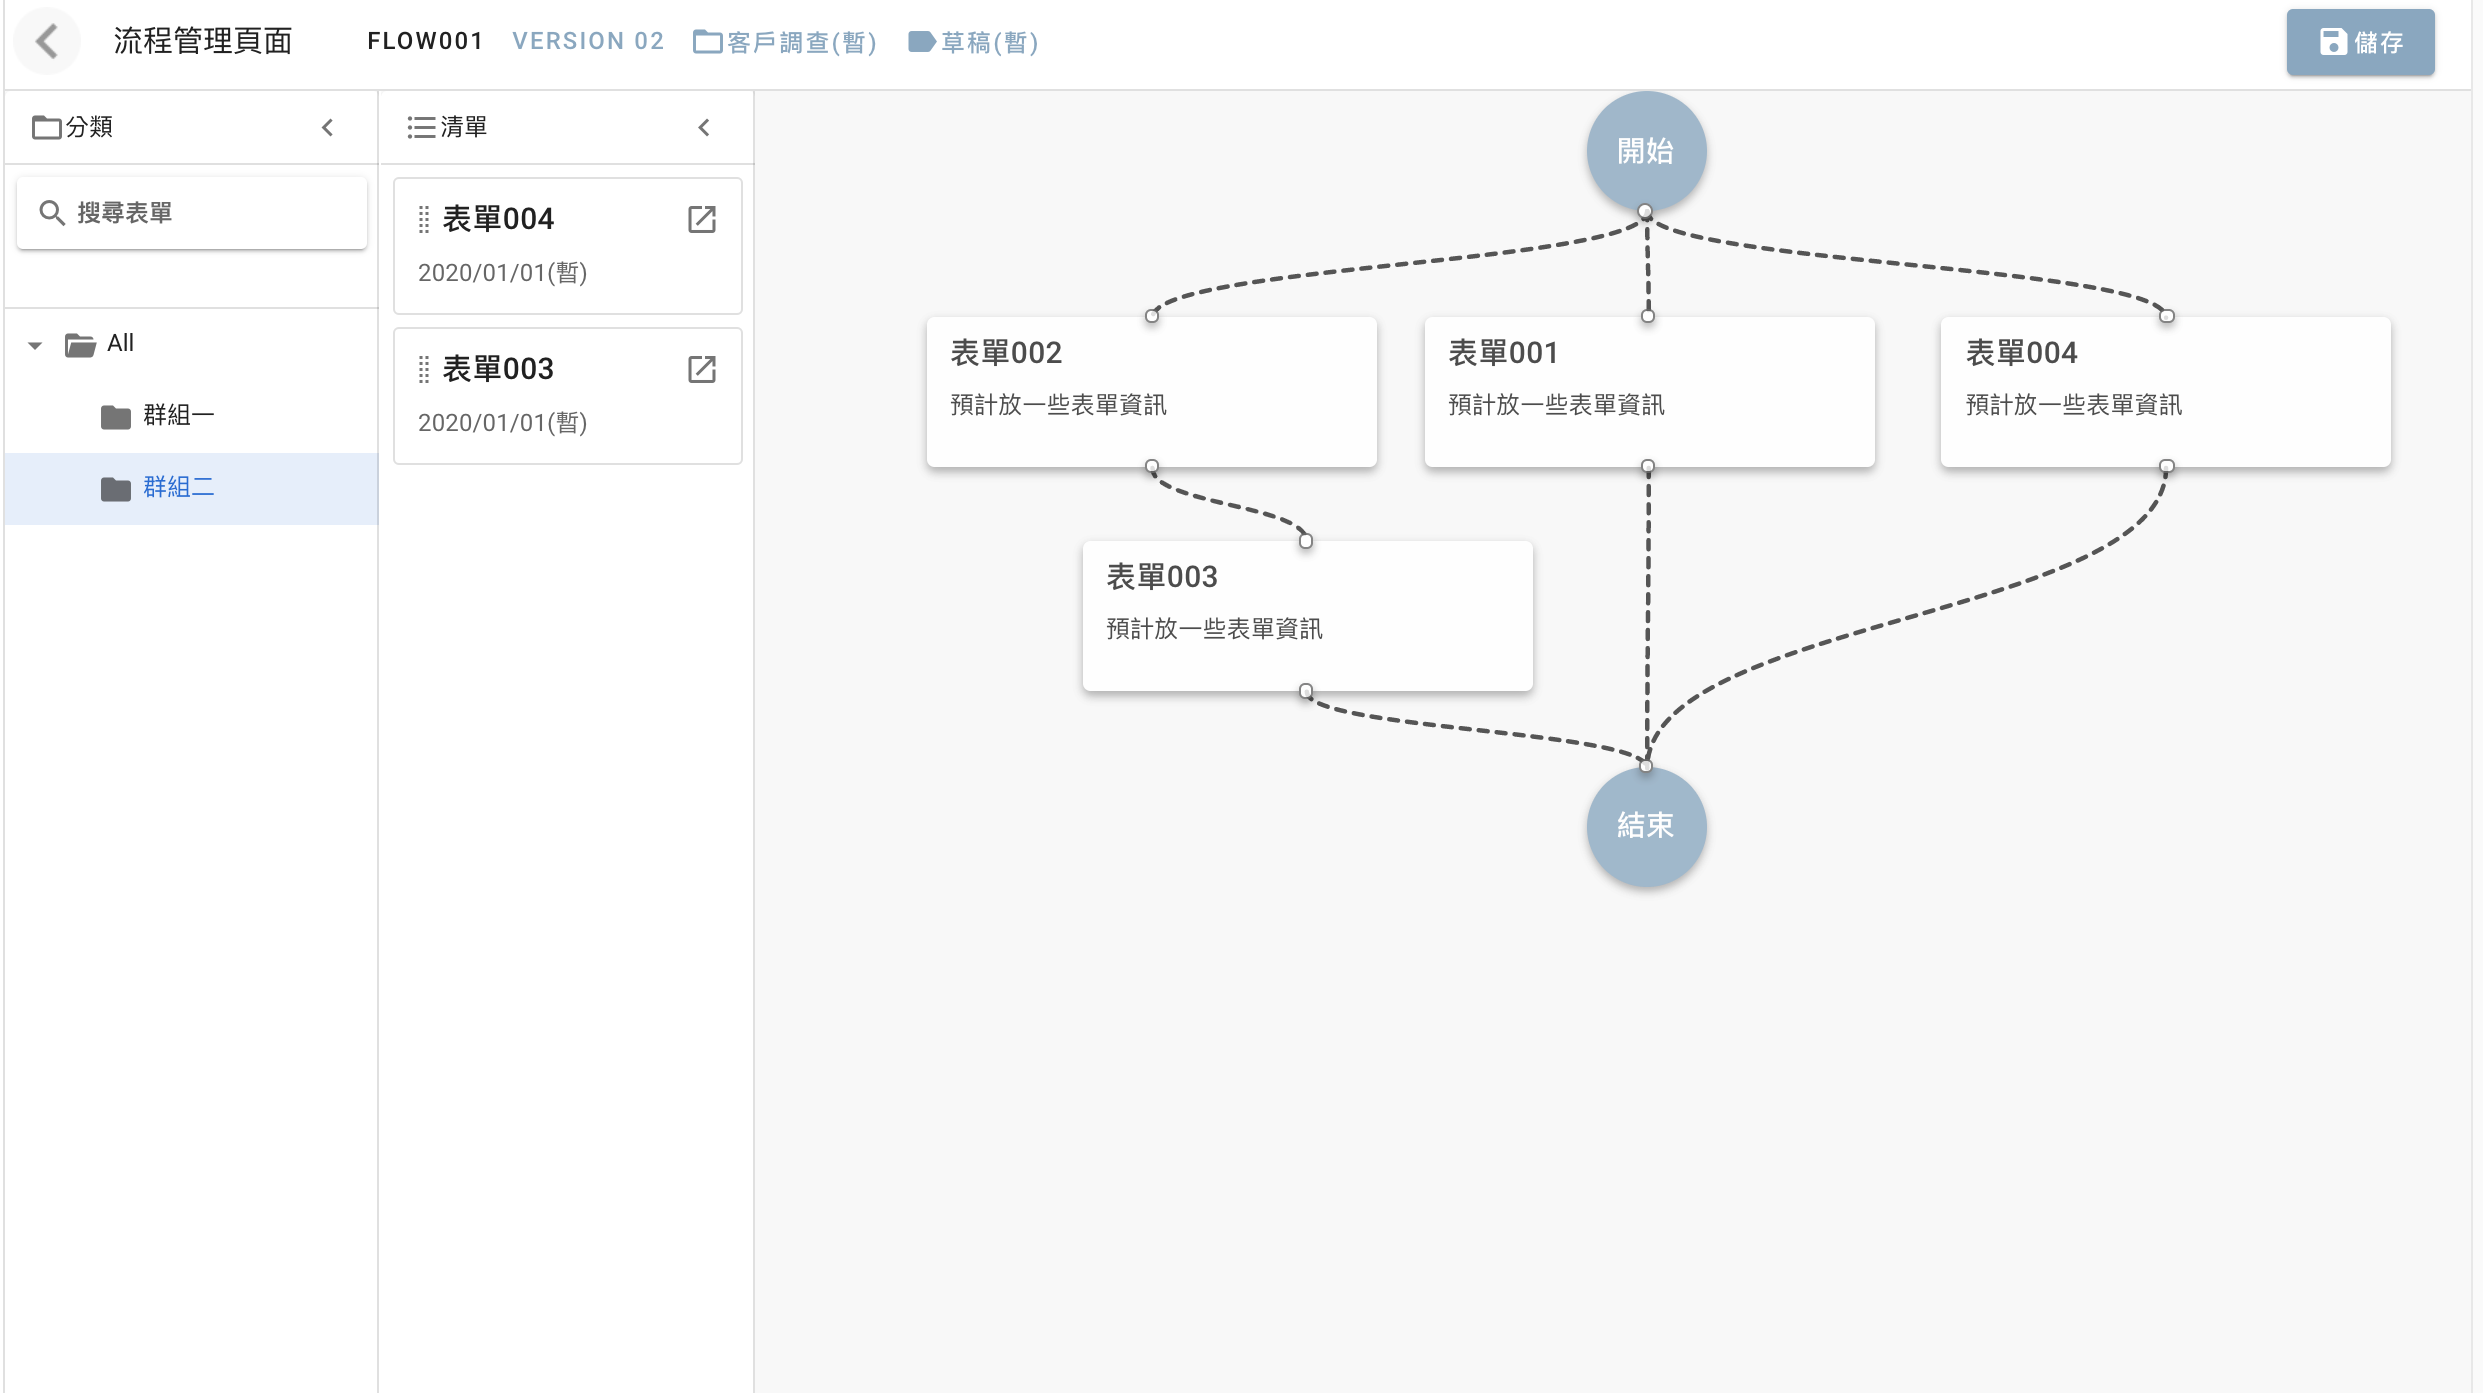 流程管理頁面
FLOW001
VERSION 02
客戶調查(暫)
草稿(暫)
儲存
分類
搜尋表單
All
群組一
群組二
清單
表單004
2020/01/01(暫)
表單003
2020/01/01(暫)
開始
表單002
預計放一些表單資訊
表單001
預計放一些表單資訊
表單004
預計放一些表單資訊
表單003
預計放一些表單資訊
結束